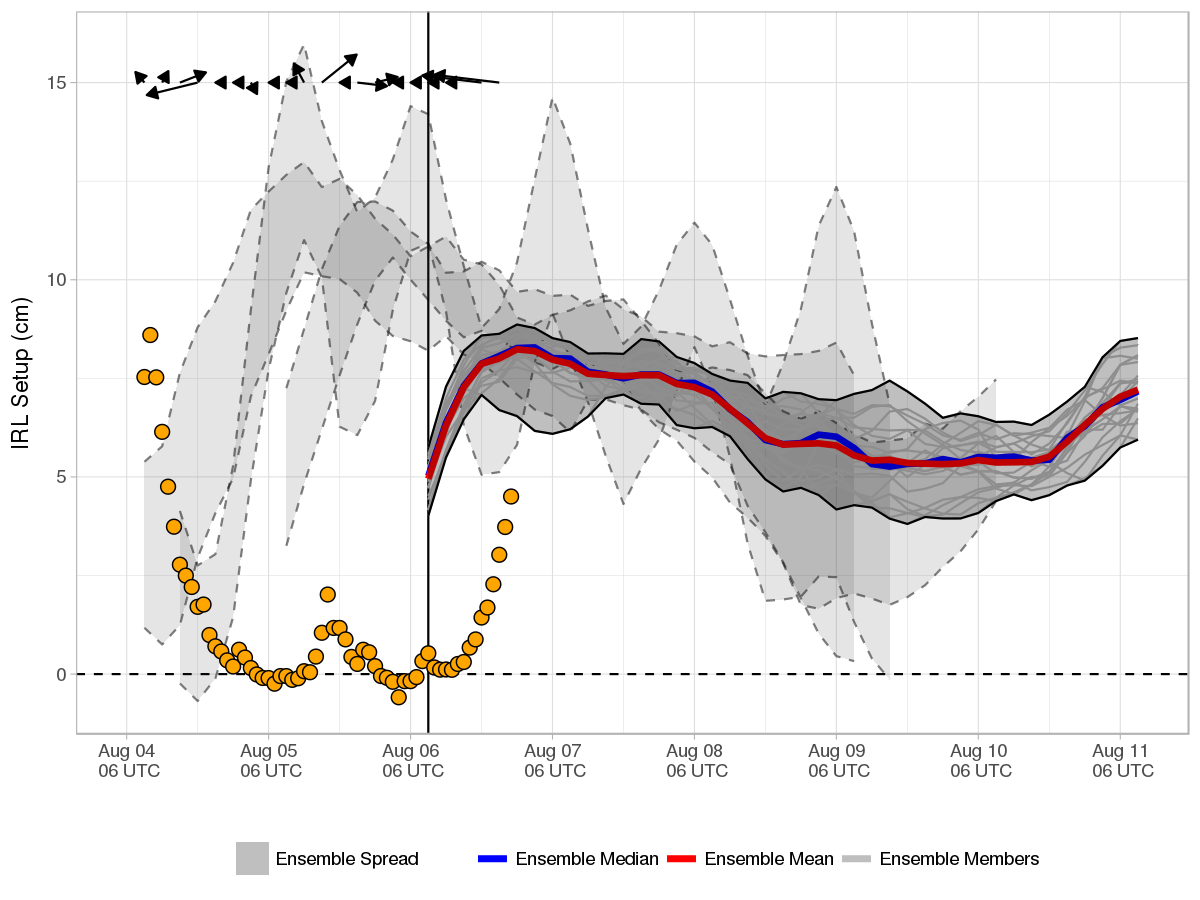 IRL Setup (cm)
15
10
5
0
Aug 04 Aug 05 Aug 06 Aug 07 Aug 08 Aug 09 Aug 10 Aug 11
06 UTC 06 UTC 06 UTC 06 UTC 06 UTC 06 UTC 06 UTC 06 UTC
Ensemble Spread Ensemble Median Ensemble Mean Ensemble Members